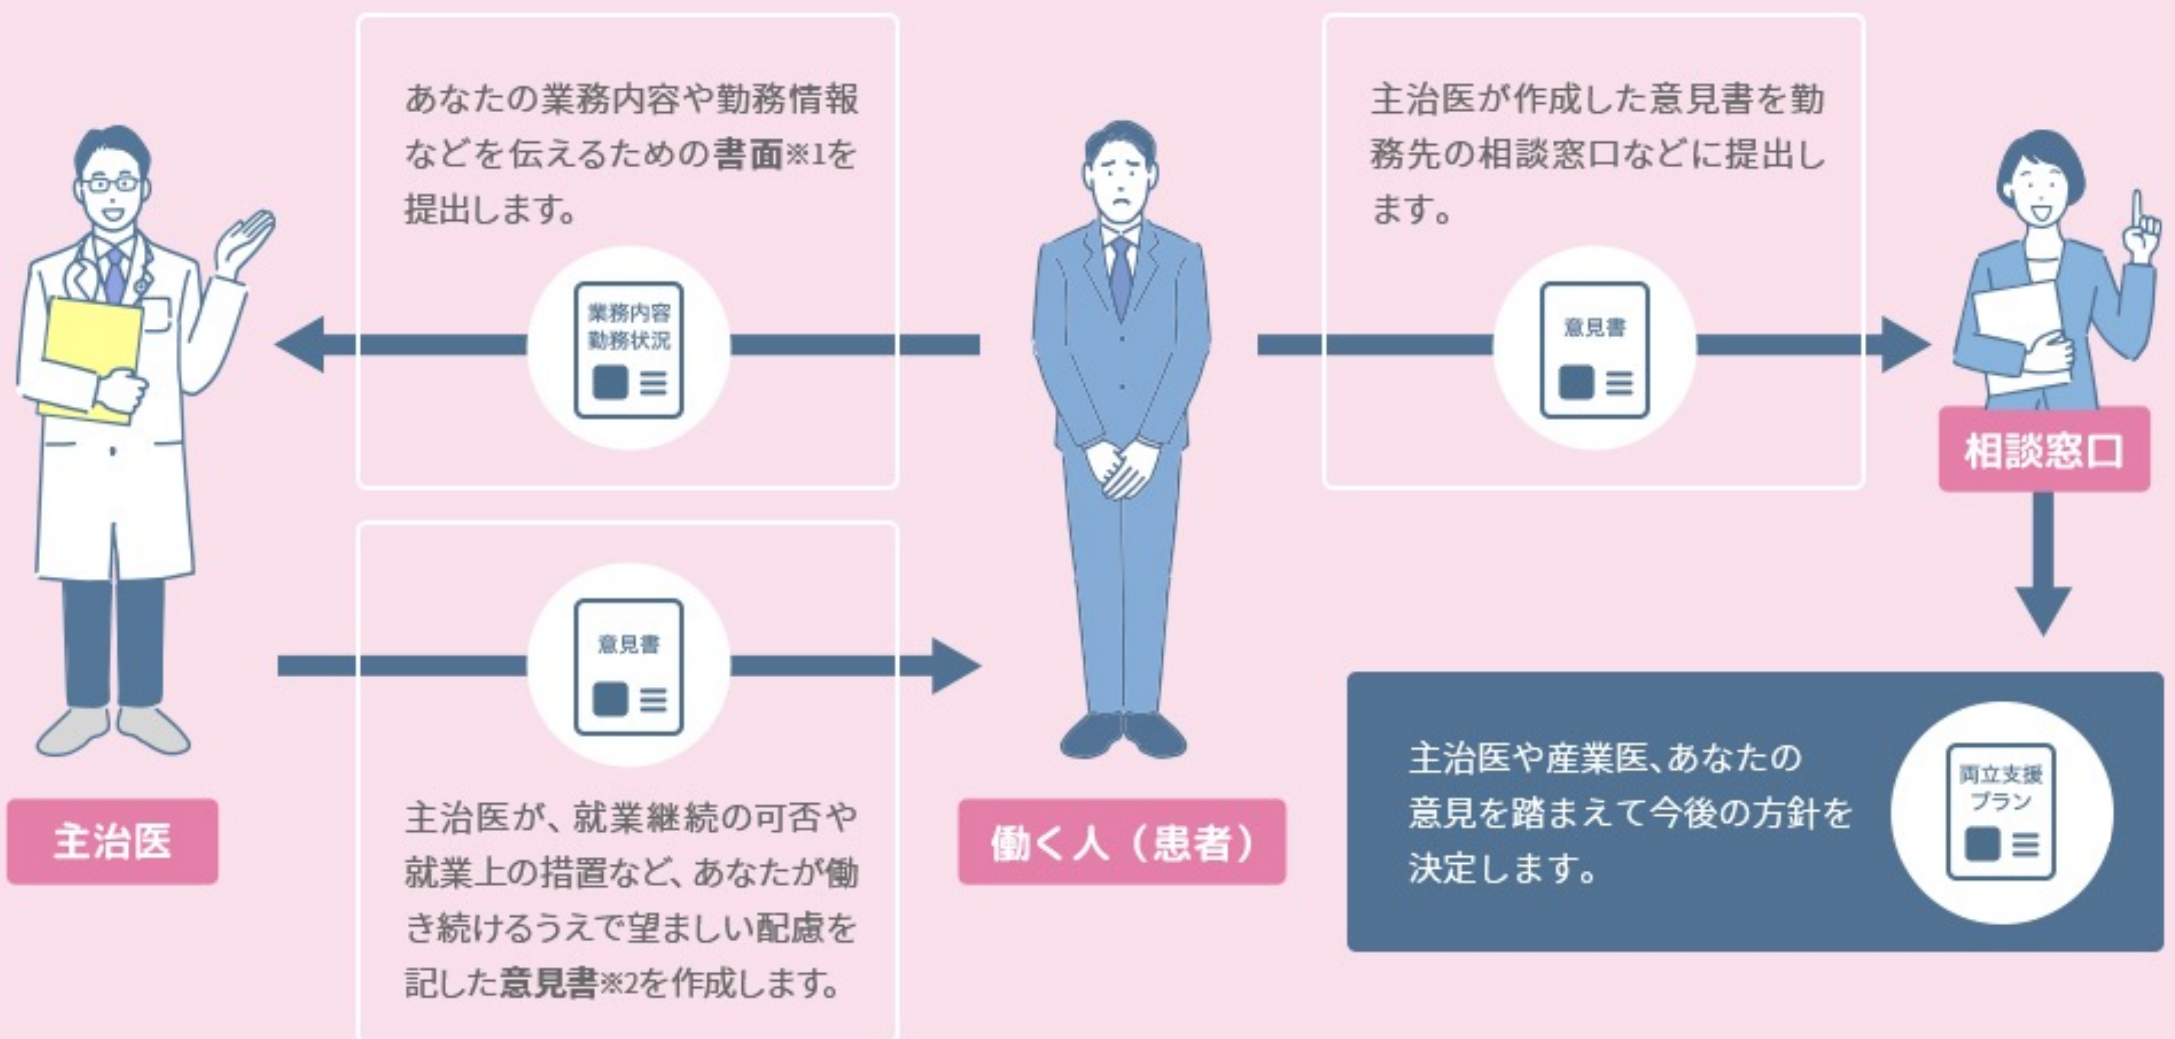 あなたの業務内容や勤務情報
などを伝えるための書面※1を
提出します。
業務内容
勤務状況
意見書
主治医が、就業継続の可否や
就業上の措置など、あなたが働
き続けるうえで望ましい配慮を
記した意見書※2を作成します。
主治医
働く人（患者）
主治医が作成した意見書を勤
務先の相談窓口などに提出し
ます。
意見書
相談窓口
主治医や産業医、あなたの
意見を踏まえて今後の方針を
決定します。
両立支援
プラン